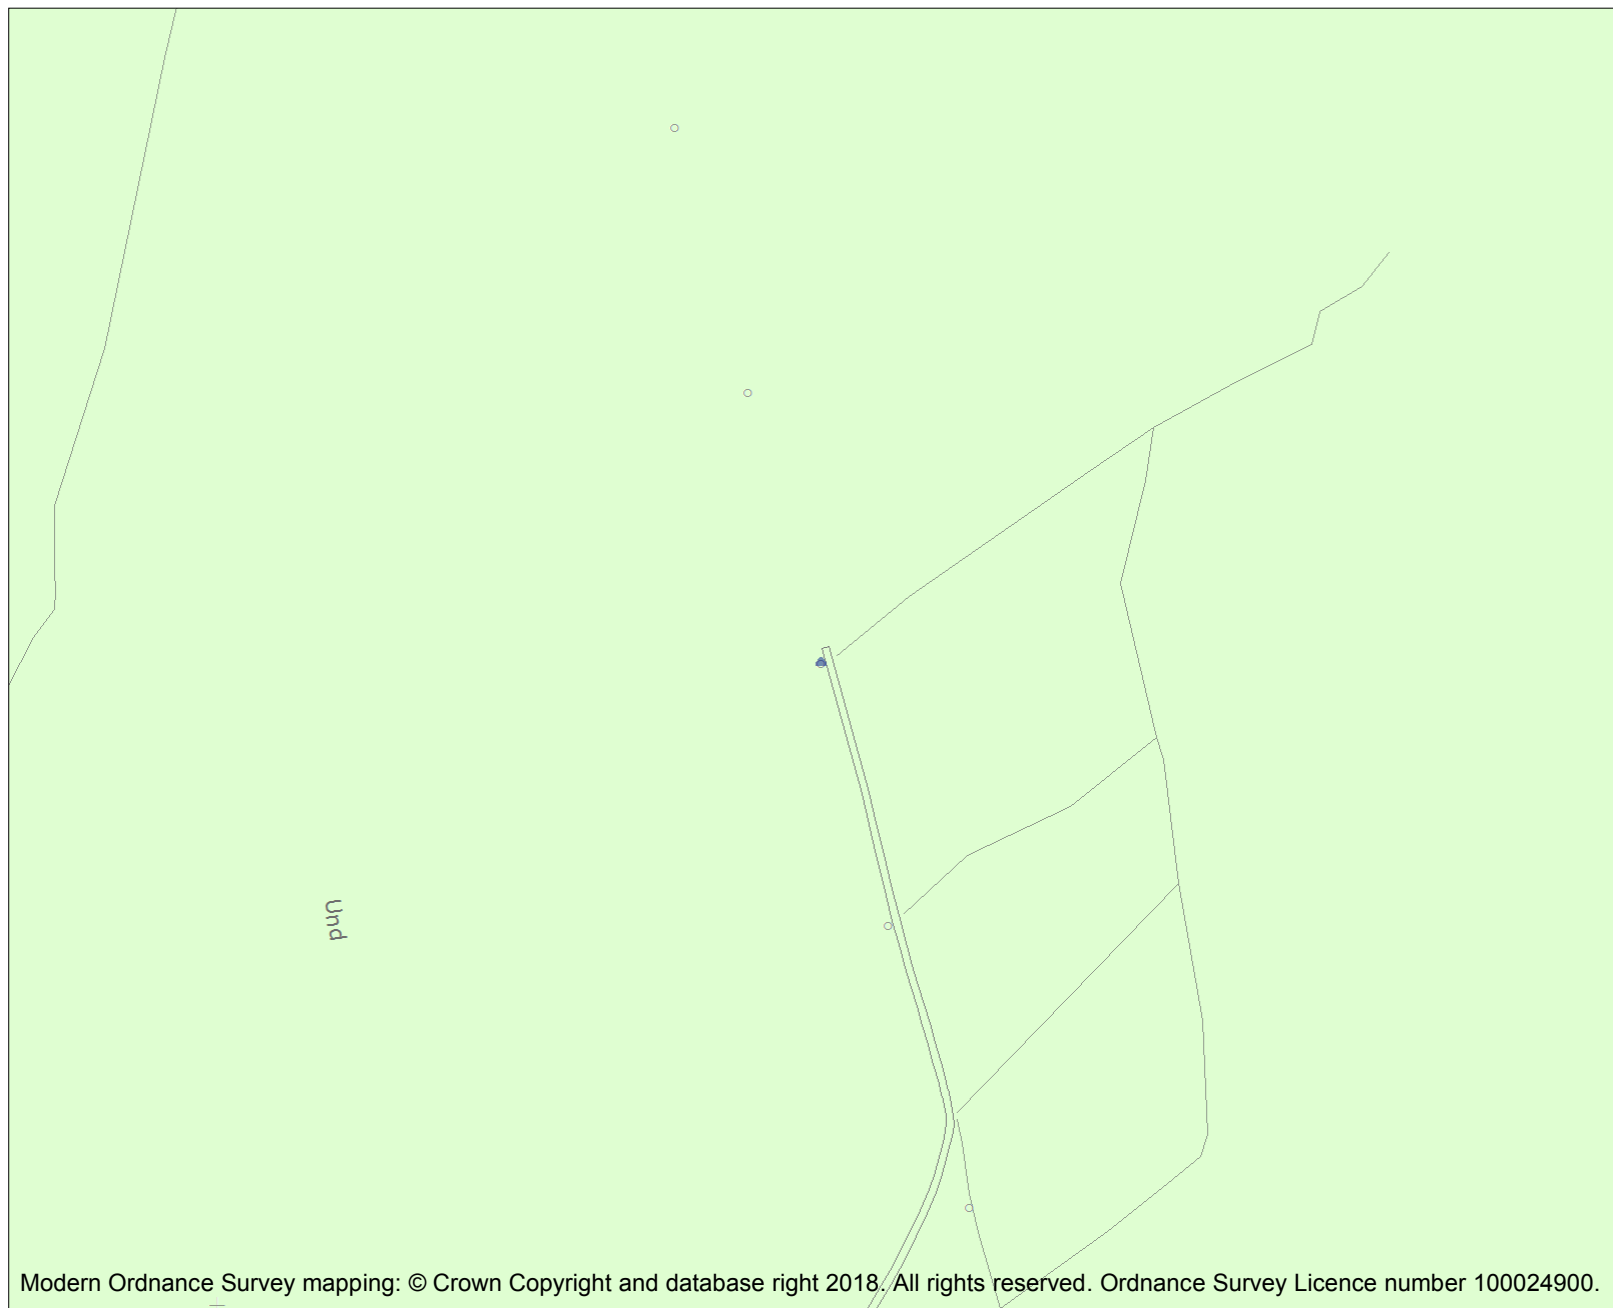 Und
Modern Ordnance Survey mapping: © Crown Copyright and database right 2018. All rights reserved. Ordnance Survey Licence number 100024900.